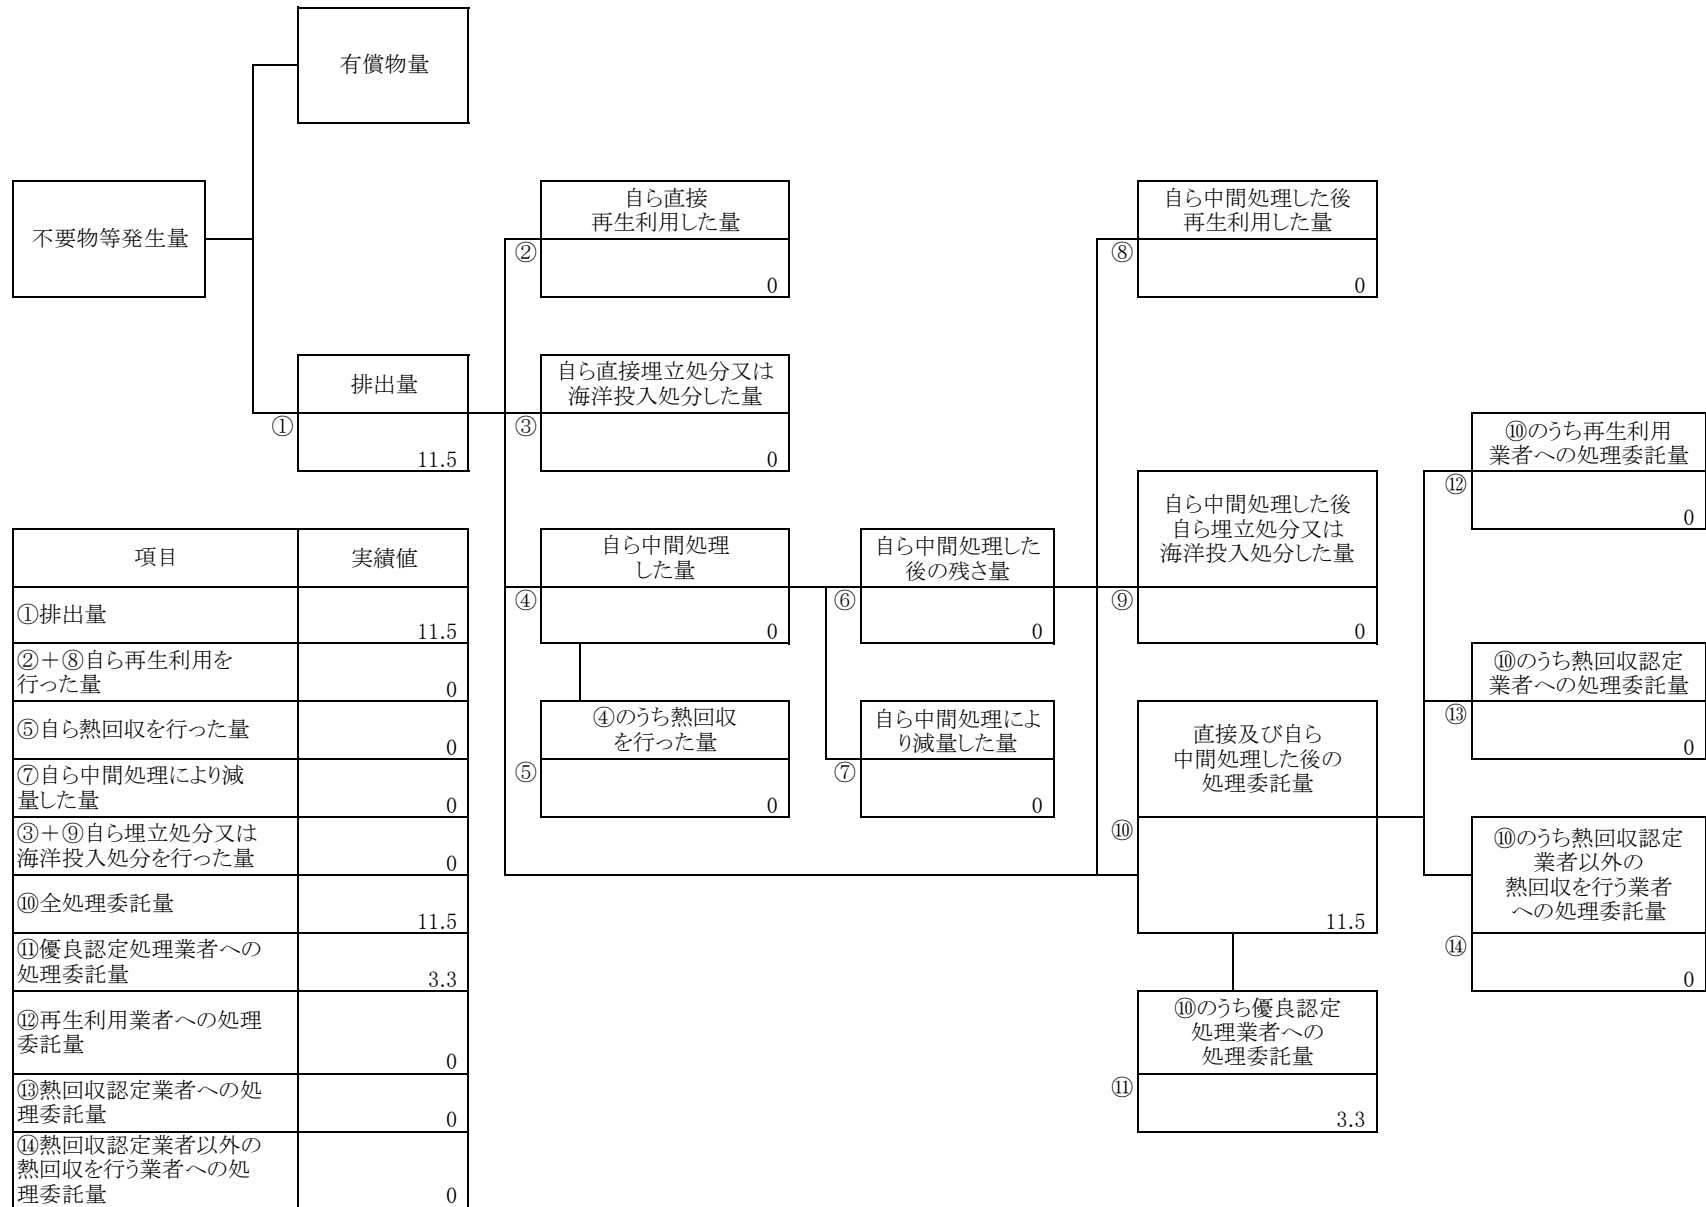 有償物量
不要物等発生量
自ら直接
再生利用した量
②
0
自ら中間処理した後
再生利用した量
⑧
0
排出量
①
11.5
自ら直接埋立処分又は
海洋投入処分した量
③
0
⑩のうち再生利用
業者への処理委託量
⑫
0
自ら中間処理
した量
④
0
自ら中間処理した
後の残さ量
⑥
0
自ら中間処理した後
自ら埋立処分又は
海洋投入処分した量
⑨
0
⑩のうち熱回収認定
業者への処理委託量
⑬
0
④のうち熱回収
を行った量
⑤
0
自ら中間処理によ
り減量した量
⑦
0
直接及び自ら
中間処理した後の
処理委託量
⑩
11.5
⑩のうち熱回収認定
業者以外の
熱回収を行う業者
への処理委託量
⑭
0
⑩のうち優良認定
処理業者への
処理委託量
⑪
3.3
項目 実績値
①排出量
11.5
②+⑧自ら再生利用を
行った量 0
⑤自ら熱回収を行った量
0
⑦自ら中間処理により減
量した量 0
③+⑨自ら埋立処分又は
海洋投入処分を行った量 0
⑩全処理委託量
11.5
⑪優良認定処理業者への
処理委託量 3.3
⑫再生利用業者への処理
委託量
0
⑬熱回収認定業者への処
理委託量 0
⑭熱回収認定業者以外の
熱回収を行う業者への処
理委託量 0